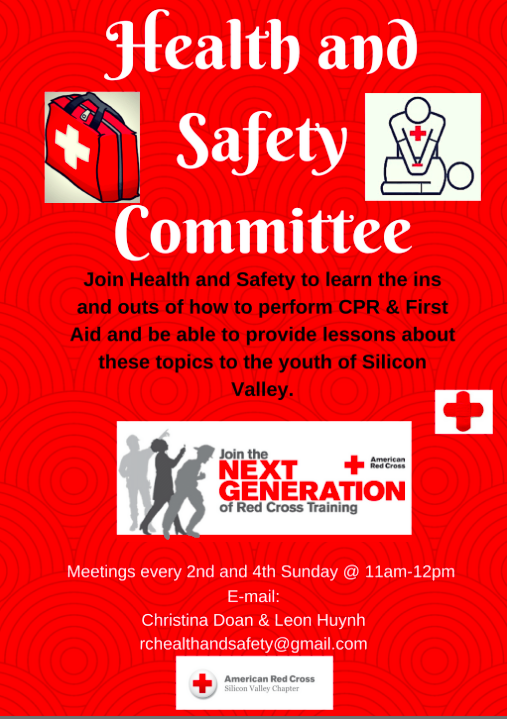 Health and
Safety
Committee
Join Health and Safety to learn the ins
and outs of how to perform CPR & First
Aid and be able to provide lessons about
these topics to the youth of Silicon
Valley.
Join the
NEXT
GENERATION
of Red Cross Training
American
Red Cross
Meetings every 2nd and 4th Sunday @ 11am-12pm
E-mail:
Christina Doan & Leon Huynh
rchealthandsafety@gmail.com
American Red Cross
Silicon Valley Chapter